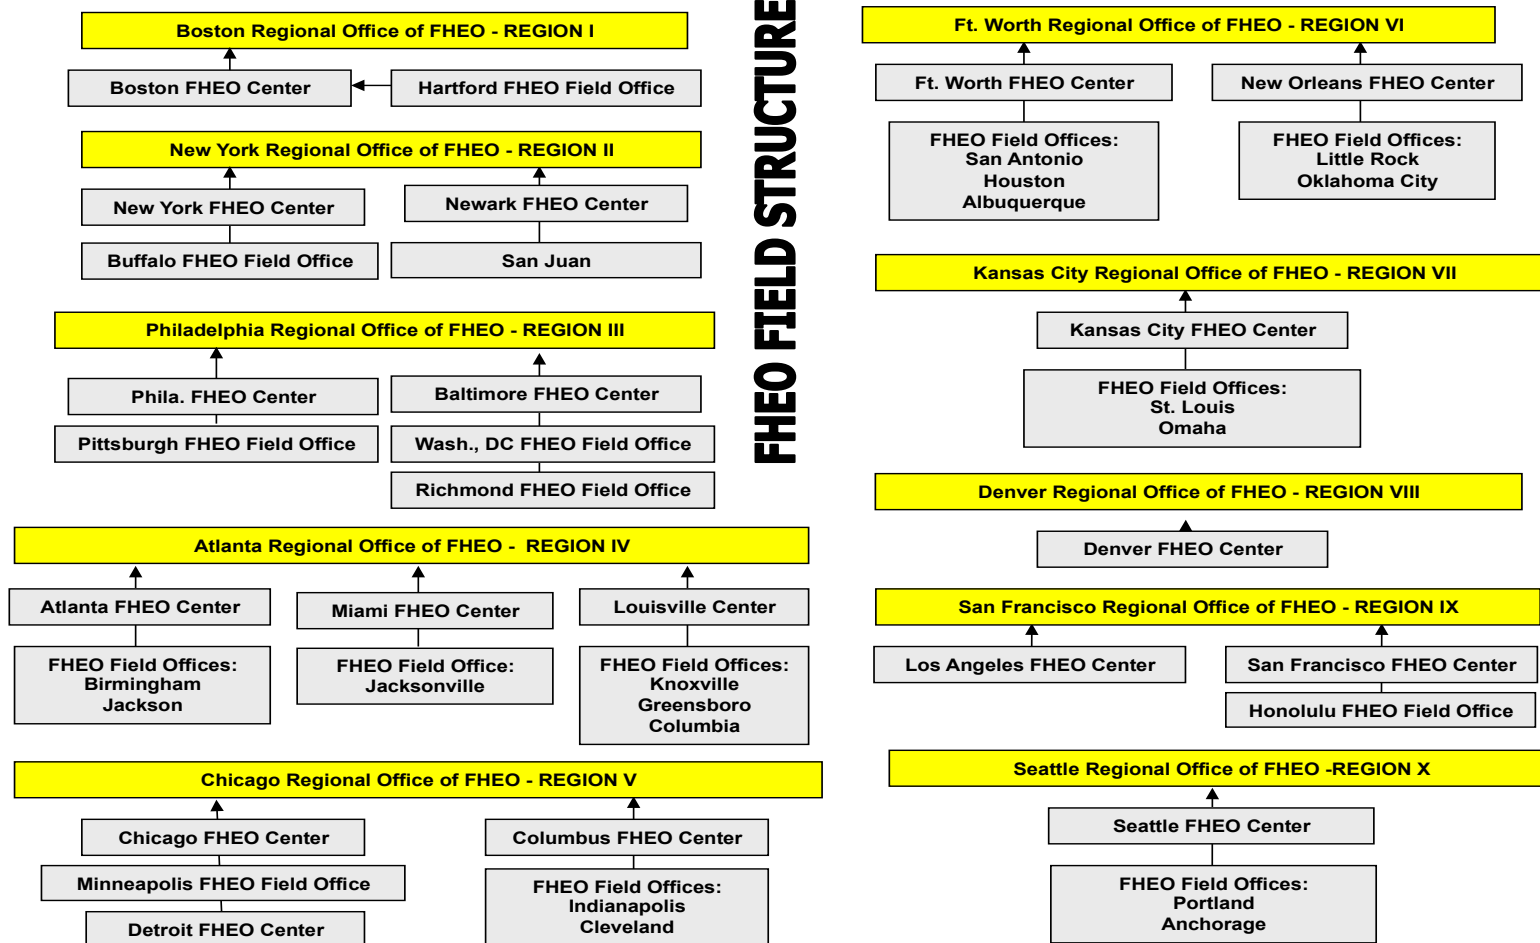 Boston Regional Office of FHEO - REGION I
Boston FHEO Center
Hartford FHEO Field Office
New York Regional Office of FHEO - REGION II
New York FHEO Center
Newark FHEO Center
Buffalo FHEO Field Office
San Juan
Philadelphia Regional Office of FHEO - REGION III
Phila. FHEO Center
Baltimore FHEO Center
Pittsburgh FHEO Field Office
Wash., DC FHEO Field Office
Richmond FHEO Field Office
Atlanta Regional Office of FHEO - REGION IV
Atlanta FHEO Center
Miami FHEO Center
Louisville Center
FHEO Field Offices:
Birmingham
Jackson
FHEO Field Office:
Jacksonville
FHEO Field Offices:
Knoxville
Greensboro
Columbia
Chicago Regional Office of FHEO - REGION V
Chicago FHEO Center
Columbus FHEO Center
Minneapolis FHEO Field Office
Detroit FHEO Center
FHEO Field Offices:
Indianapolis
Cleveland
FHEO FIELD STRUCTURE
Ft. Worth Regional Office of FHEO - REGION VI
Ft. Worth FHEO Center
New Orleans FHEO Center
FHEO Field Offices:
San Antonio
Houston
Albuquerque
FHEO Field Offices:
Little Rock
Oklahoma City
Kansas City Regional Office of FHEO - REGION VII
Kansas City FHEO Center
FHEO Field Offices:
St. Louis
Omaha
Denver Regional Office of FHEO - REGION VIII
Denver FHEO Center
San Francisco Regional Office of FHEO - REGION IX
Los Angeles FHEO Center
San Francisco FHEO Center
Honolulu FHEO Field Office
Seattle Regional Office of FHEO -REGION X
Seattle FHEO Center
FHEO Field Offices:
Portland
Anchorage